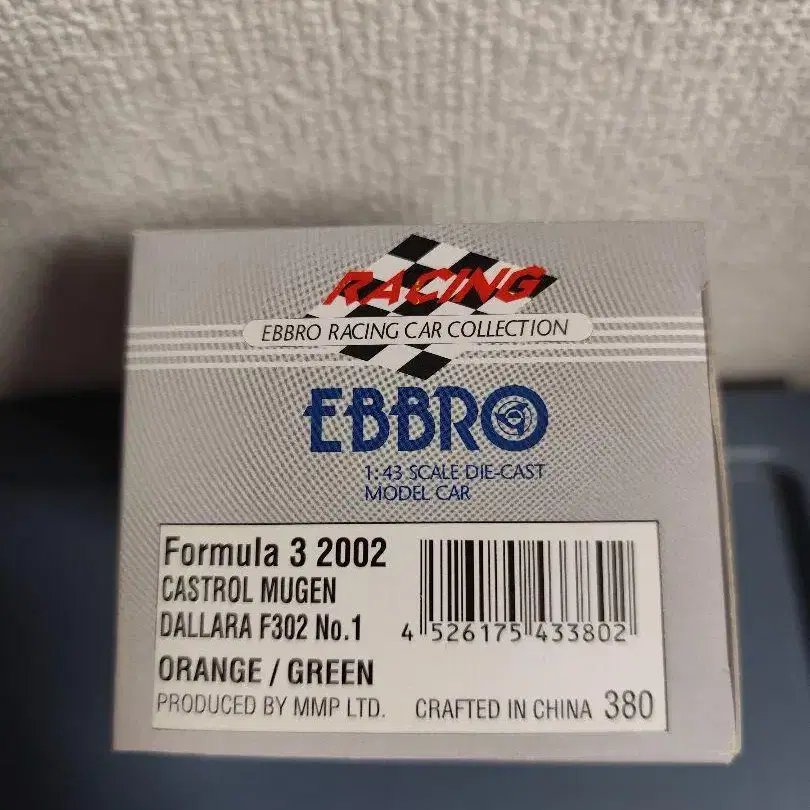 RACING
EBBRO RACING CAR COLLECTION
EBBRO
1:43 SCALE DIE-CAST
MODEL CAR
Formula 3 2002
CASTROL MUGEN
DALLARA F302 No.1
4 526175 433802
ORANGE / GREEN
PRODUCED BY MMP LTD. CRAFTED IN CHINA 380